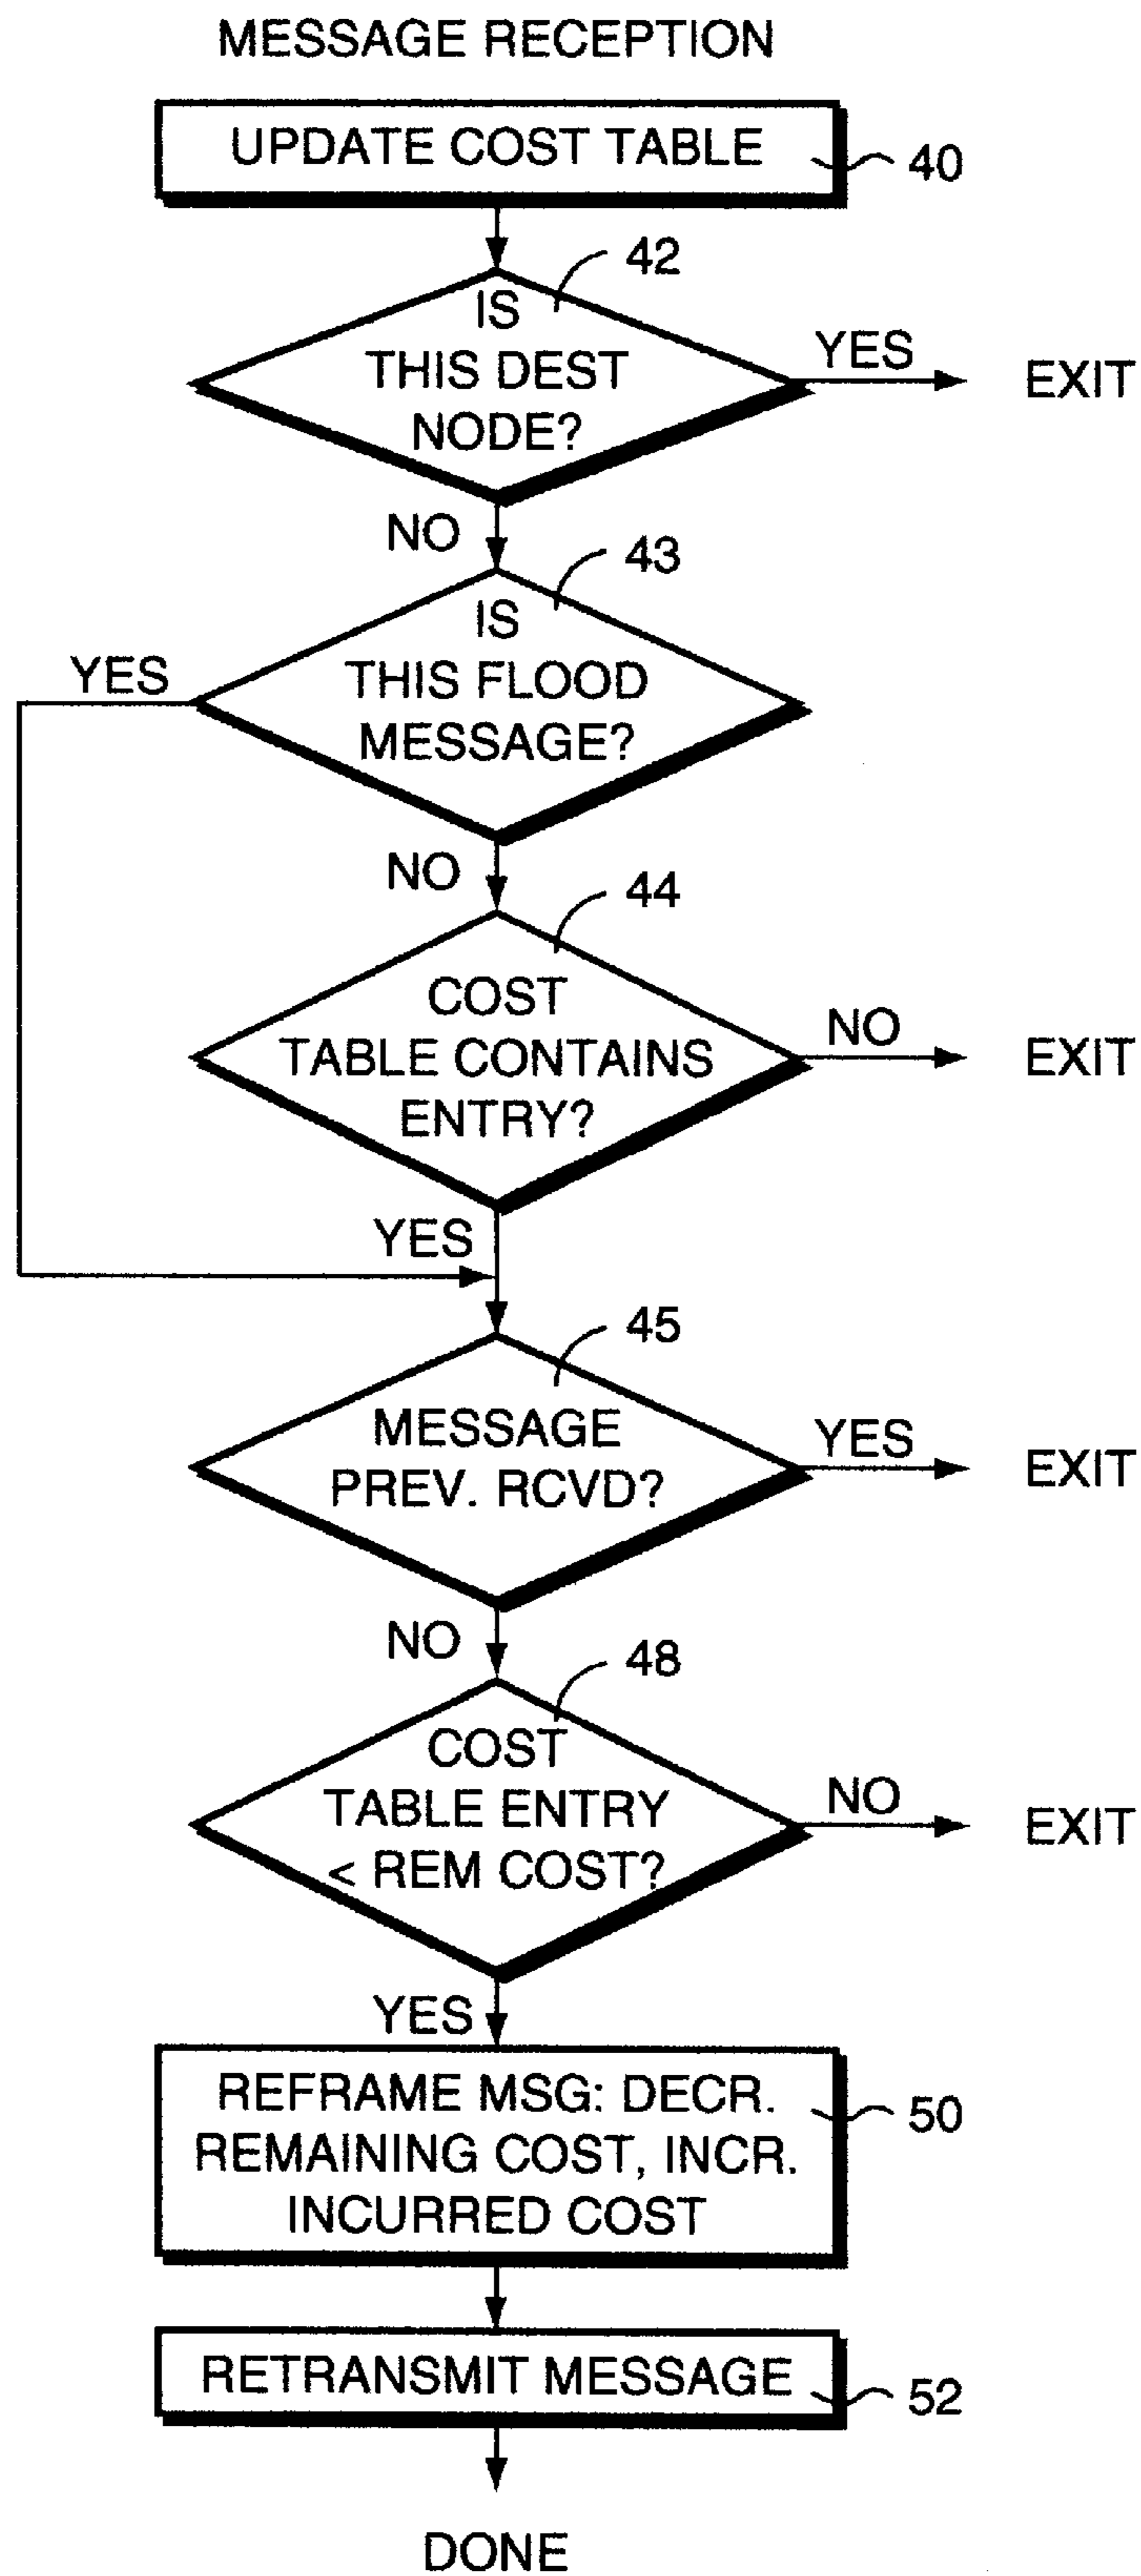 MESSAGE RECEPTION
UPDATE COST TABLE
40
42
IS
THIS DEST
NODE?
YES
EXIT
NO
43
IS
THIS FLOOD
MESSAGE?
YES
NO
44
COST
TABLE CONTAINS
ENTRY?
NO
EXIT
YES
45
MESSAGE
PREV. RCVD?
YES
EXIT
NO
48
COST
TABLE ENTRY
< REM COST?
NO
EXIT
YES
REFRAME MSG: DECR.
REMAINING COST, INCR.
INCURRED COST
50
RETRANSMIT MESSAGE
52
DONE